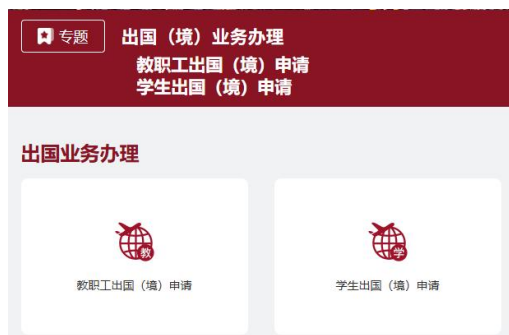 专题 出国（境）业务办理
教职工出国（境）申请
学生出国（境）申请
出国业务办理
教 学
教职工出国（境）申请 学生出国（境）申请